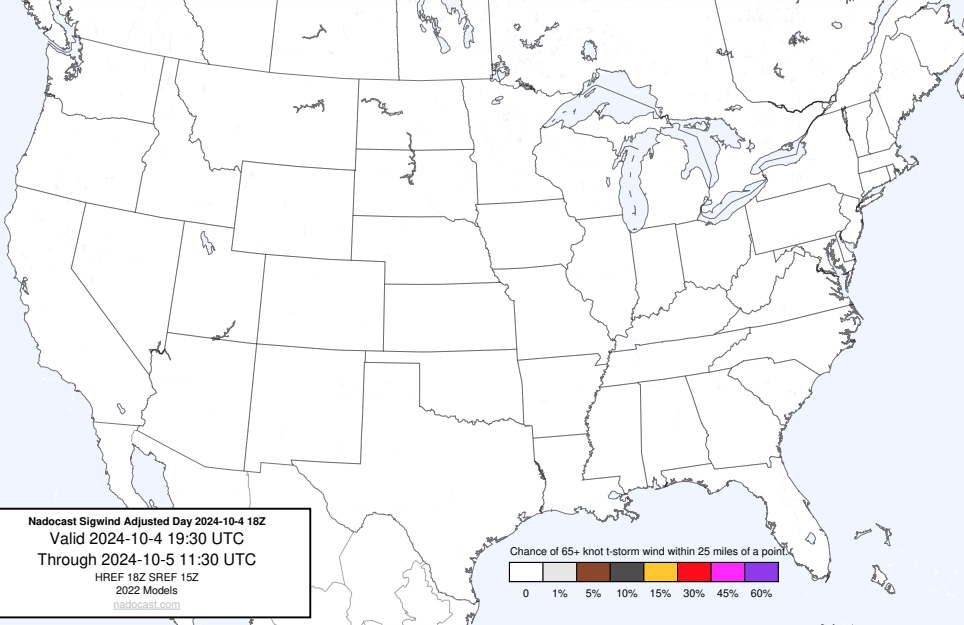 Nadocast Sigwind Adjusted Day 2024-10-4 18Z
Valid 2024-10-4 19:30 UTC
Through 2024-10-5 11:30 UTC
HREF 18Z SREF 15Z
2022 Models
nadocast.com
Chance of 65+ knot t-storm wind within 25 miles of a point.
0 1% 5% 10% 15% 30% 45% 60%